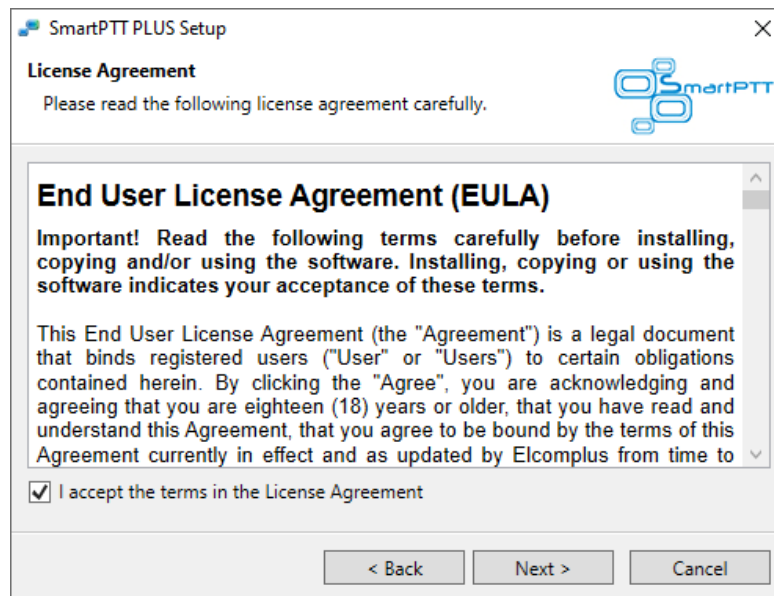 SmartPTT PLUS Setup
License Agreement
Please read the following license agreement carefully.
SmartPTT
End User License Agreement (EULA)
Important! Read the following terms carefully before installing,
copying and/or using the software. Installing, copying or using the
software indicates your acceptance of these terms.
This End User License Agreement (the "Agreement") is a legal document
that binds registered users ("User" or "Users") to certain obligations
contained herein. By clicking the "Agree", you are acknowledging and
agreeing that you are eighteen (18) years or older, that you have read and
understand this Agreement, that you agree to be bound by the terms of this
Agreement currently in effect and as updated by Elcomplus from time to
I accept the terms in the License Agreement
< Back
Next >
Cancel